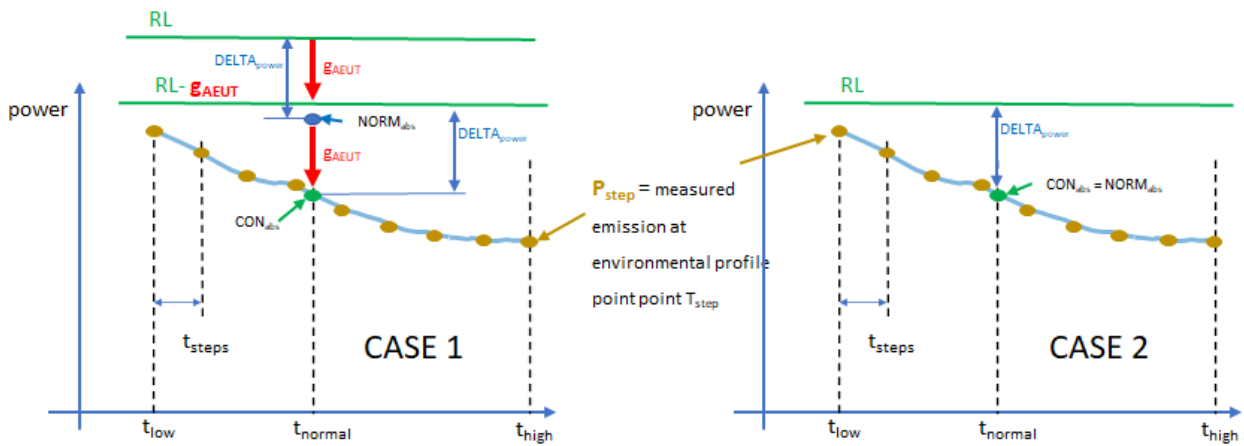 RL
DELTApower
gAEUT
RL- gAEUT
power
NORMabs
DELTApower
gAEUT
CONabs
tsteps
CASE 1
tlow
tnormal
thigh
Pstep = measured
emission at
environmental profile
point point Tstep
RL
power
DELTApower
CONabs = NORMabs
tsteps
CASE 2
tlow
tnormal
thigh